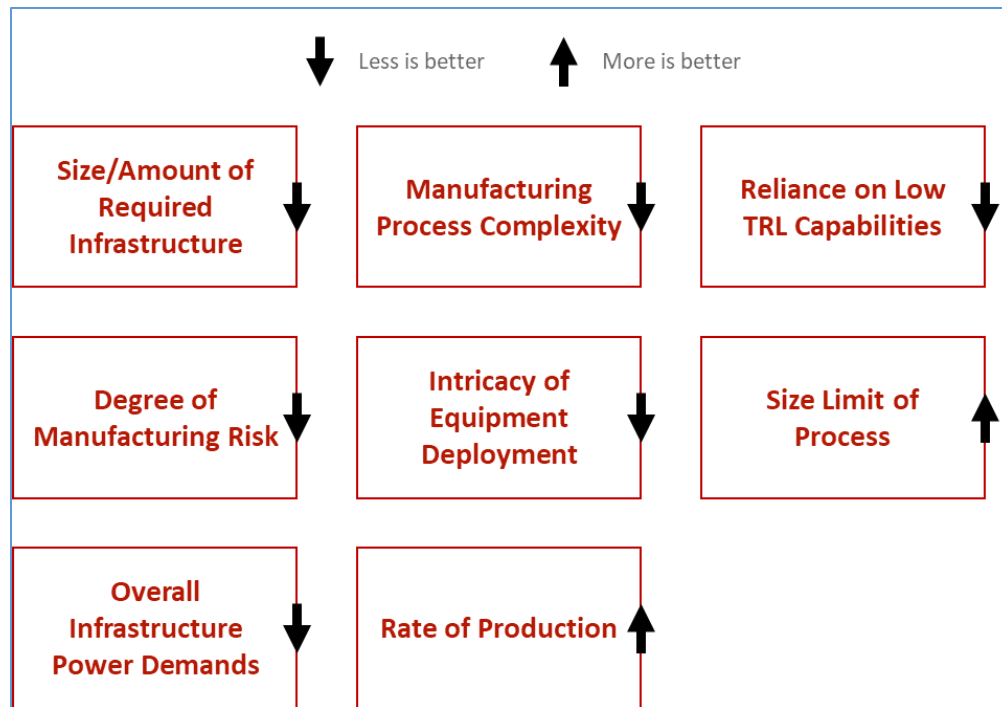 Less is better
More is better
Size/Amount of
Required
Infrastructure
Manufacturing
Process Complexity
Reliance on Low
TRL Capabilities
Degree of
Manufacturing Risk
Intricacy of
Equipment
Deployment
Size Limit of
Process
Overall
Infrastructure
Power Demands
Rate of Production